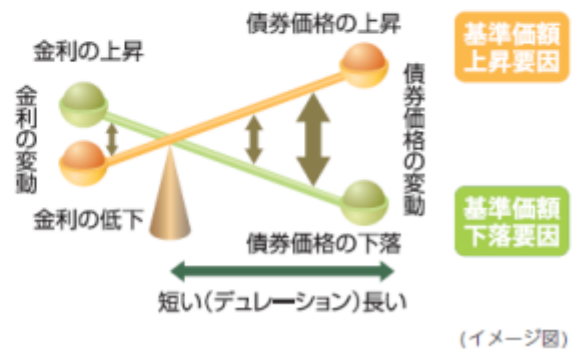 債券価格の上昇
金利の上昇
基準価額
上昇要因
金利の変動
債券価格の変動
金利の低下
債券価格の下落
基準価額
下落要因
短い(デュレーション)長い
(イメージ図)